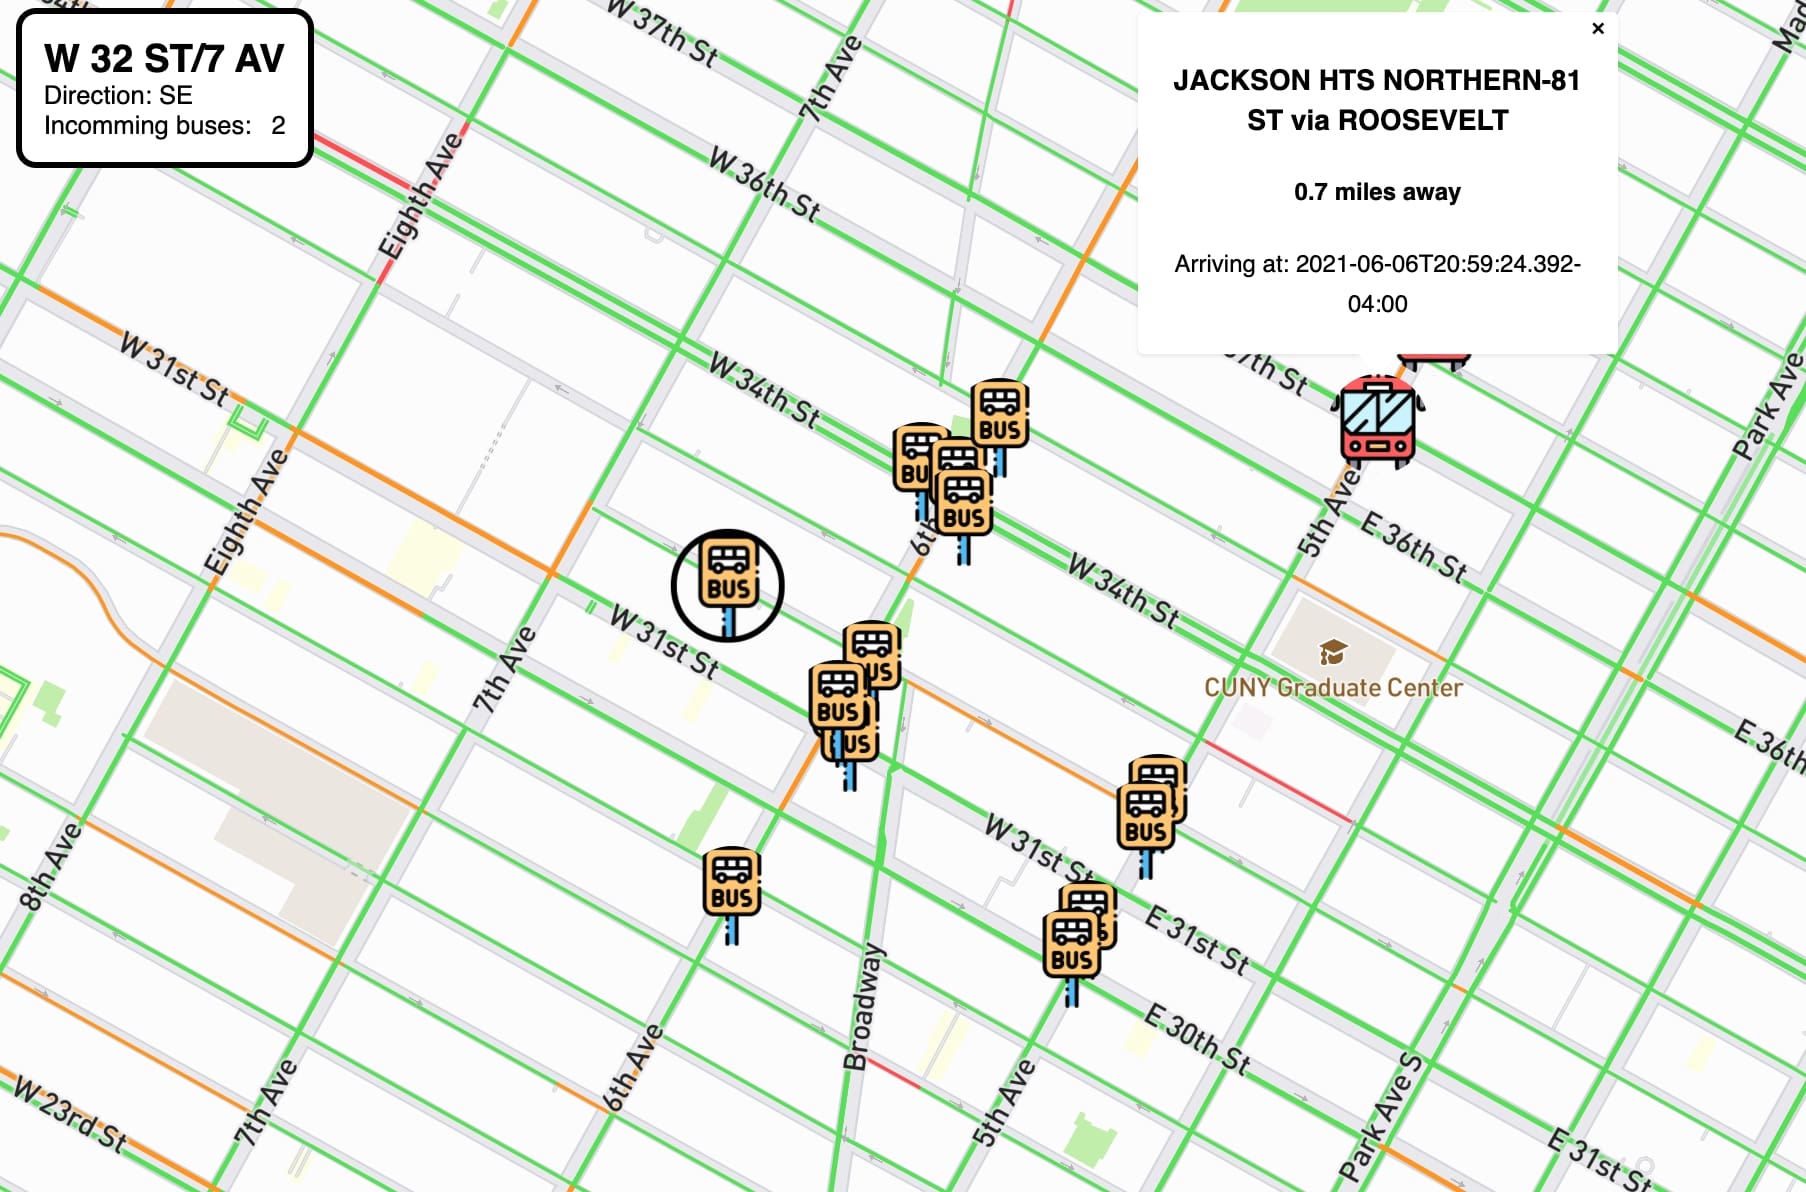 W 32 ST/7 AV
Direction: SE
Incomming buses: 2
×
JACKSON HTS NORTHERN-81
ST via ROOSEVELT
0.7 miles away
Arriving at: 2021-06-06T20:59:24.392-
04:00
W 37th St
7th Ave
Eighth Ave
W 36th St
W 31st St
W 34th St
BUS
BU
BUS
7th St
Park Ave
5th Ave
E 36th St
Eighth Ave
6th
W 34th St
BUS
W 31st St
7th Ave
US
BUS
US
CUNY Graduate Center
E 36th
BUS
W 31st St
8th Ave
BUS
S
BUS
E 31st St
Broadway
E 30th St
6th Ave
5th Ave
7th Ave
W 23rd St
Park Ave S
E 31st St
Mad